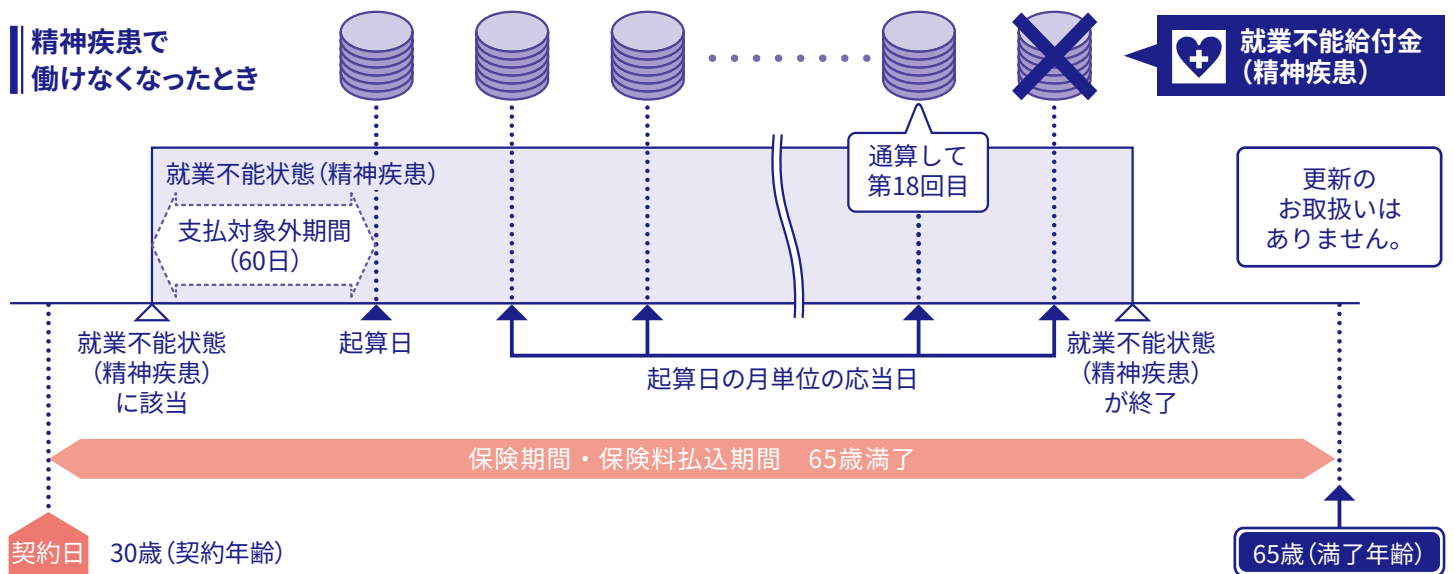 精神疾患で
働けなくなったとき
就業不能給付金
（精神疾患）
就業不能状態（精神疾患）
支払対象外期間
（60日）
通算して
第18回目
更新の
お取扱いは
ありません。
就業不能状態
（精神疾患）
に該当
起算日
起算日の月単位の応当日
就業不能状態
（精神疾患）
が終了
保険期間・保険料払込期間　65歳満了
契約日
30歳（契約年齢）
65歳（満了年齢）